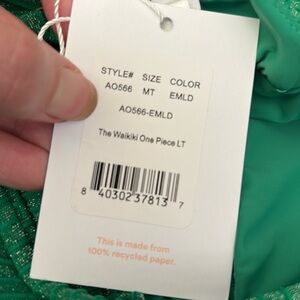 STYLE# SIZE COLOR
AO566 MT EMLD
AO566-EMLD
The Waikiki One Piece LT
8 40302 37813 7
This is made from
100% recycled paper.